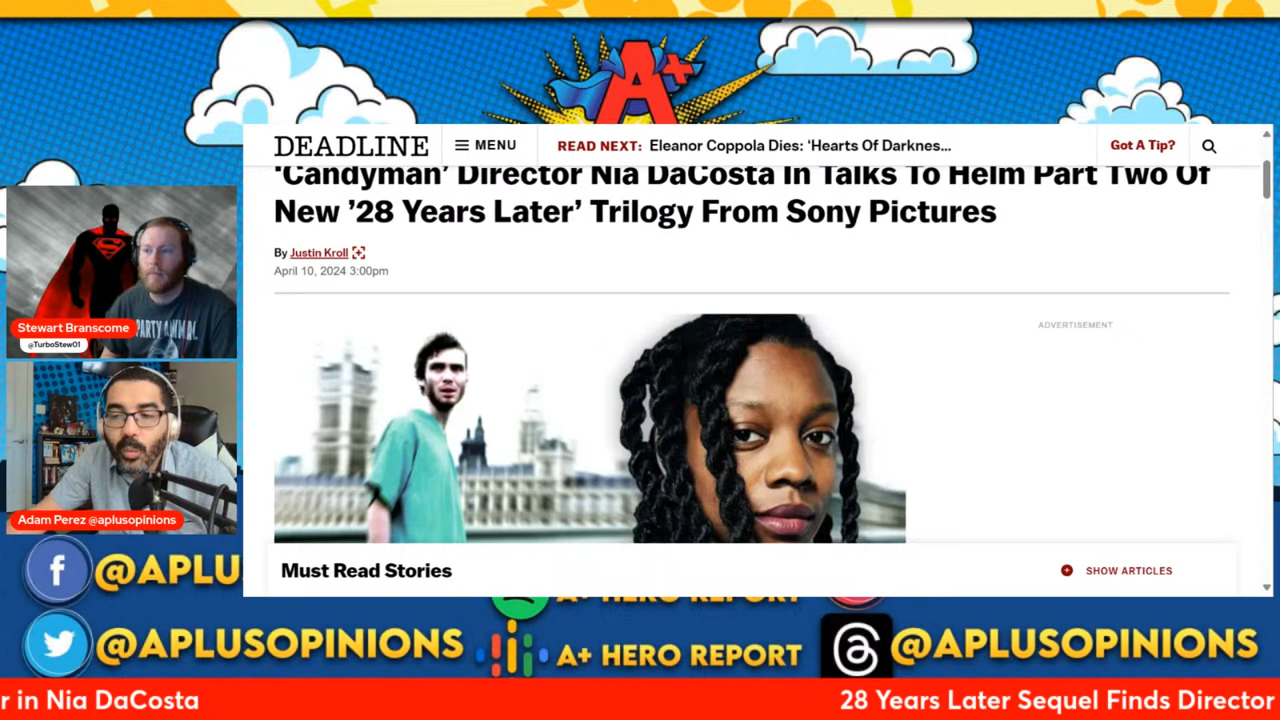 A+
DEADLINE
MENU
READ NEXT: Eleanor Coppola Dies: ‘Hearts Of Darknes...
Got A Tip?
‘Candyman’ Director Nia DaCosta In Talks To Helm Part Two Of
New ’28 Years Later’ Trilogy From Sony Pictures
By Justin Kroll
April 10, 2024 3:00pm
ADVERTISEMENT
PARTY ANIMAL
Stewart Branscome
@TurboStew01
Adam Perez @aplusopinions
Must Read Stories
SHOW ARTICLES
@APLU
A+ HERO REPORT
@APLUSOPINIONS
A+ HERO REPORT
@APLUSOPINIONS
r in Nia DaCosta
28 Years Later Sequel Finds Director